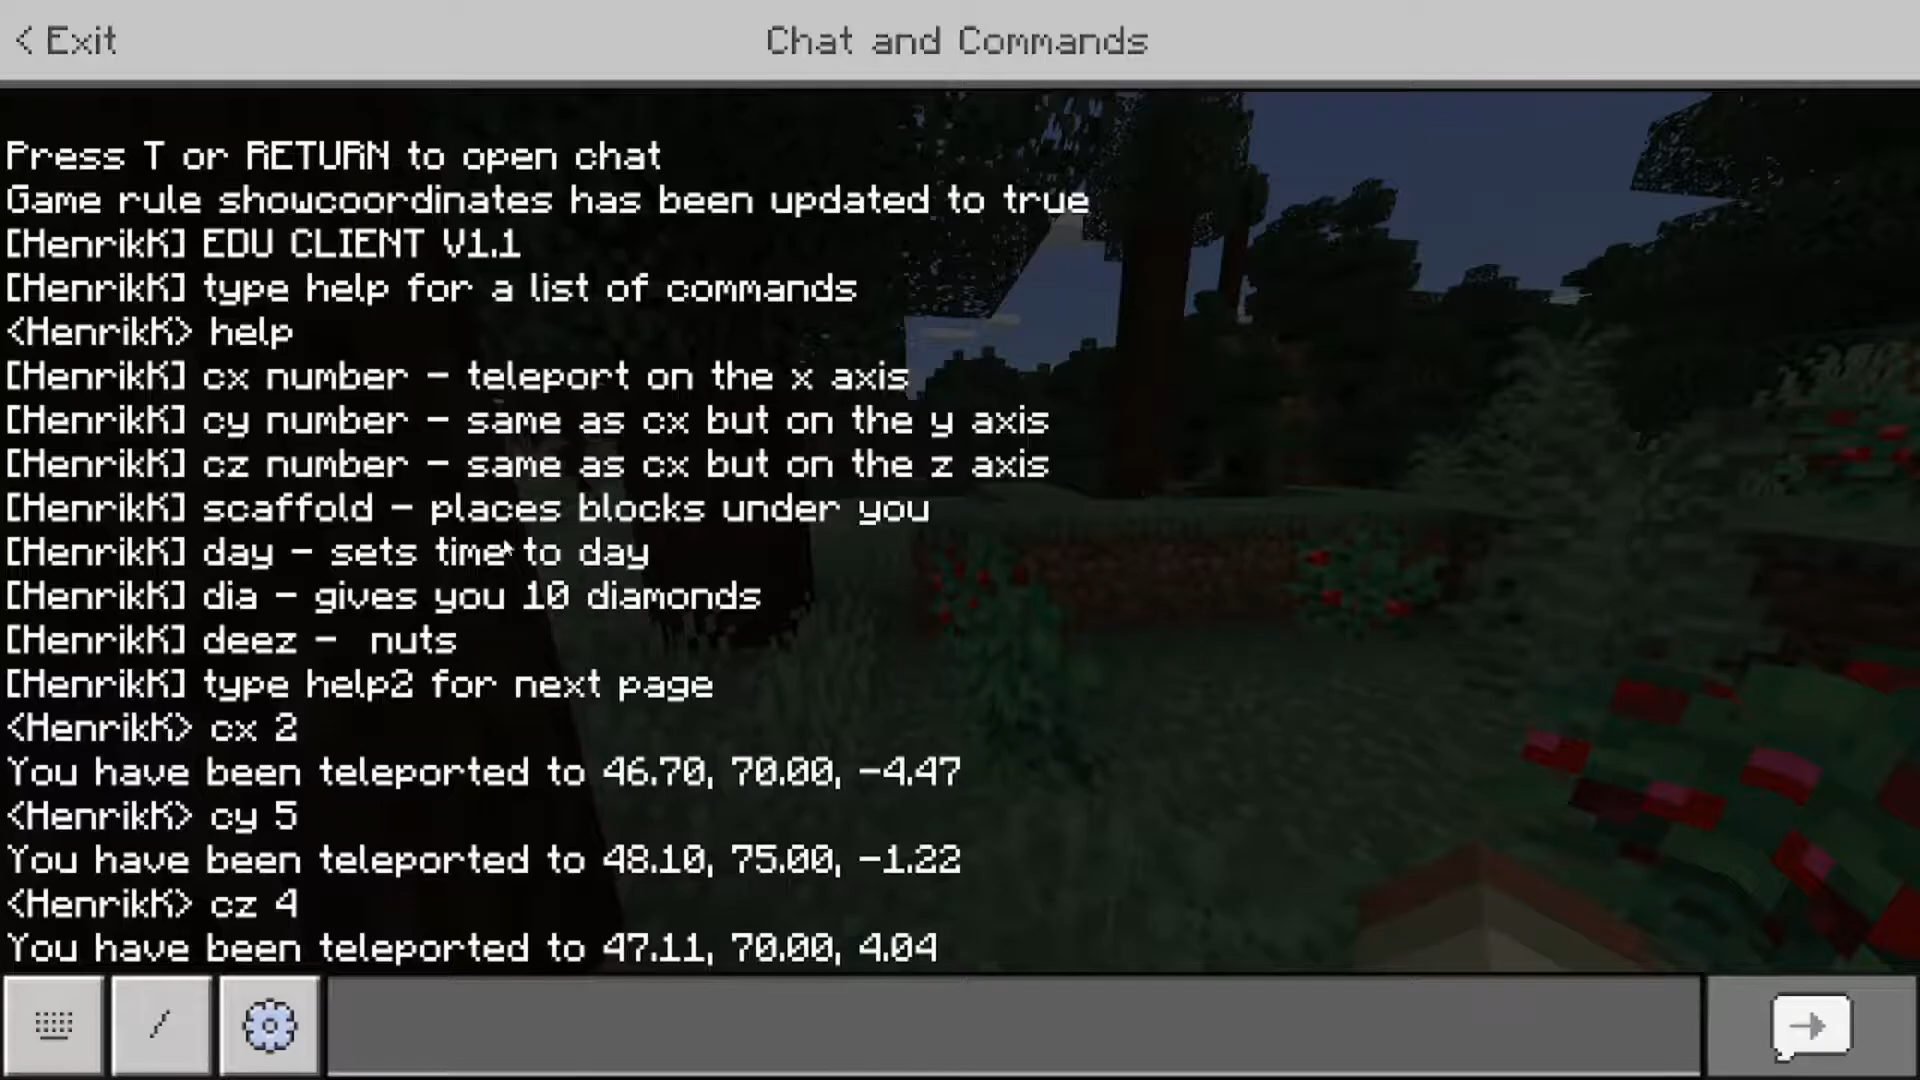 < Exit
Chat and Commands
Press T or RETURN to open chat
Game rule showcoordinates has been updated to true
[HenrikK] EDU CLIENT V1.1
[HenrikK] type help for a list of commands
<HenrikK> help
[HenrikK] cx number - teleport on the x axis
[HenrikK] cy number - same as cx but on the y axis
[HenrikK] cz number - same as cx but on the z axis
[HenrikK] scaffold - places blocks under you
[HenrikK] day - sets time to day
[HenrikK] dia - gives you 10 diamonds
[HenrikK] deez -  nuts
[HenrikK] type help2 for next page
<HenrikK> cx 2
You have been teleported to 46.70, 70.00, -4.47
<HenrikK> cy 5
You have been teleported to 48.10, 75.00, -1.22
<HenrikK> cz 4
You have been teleported to 47.11, 70.00, 4.04
/